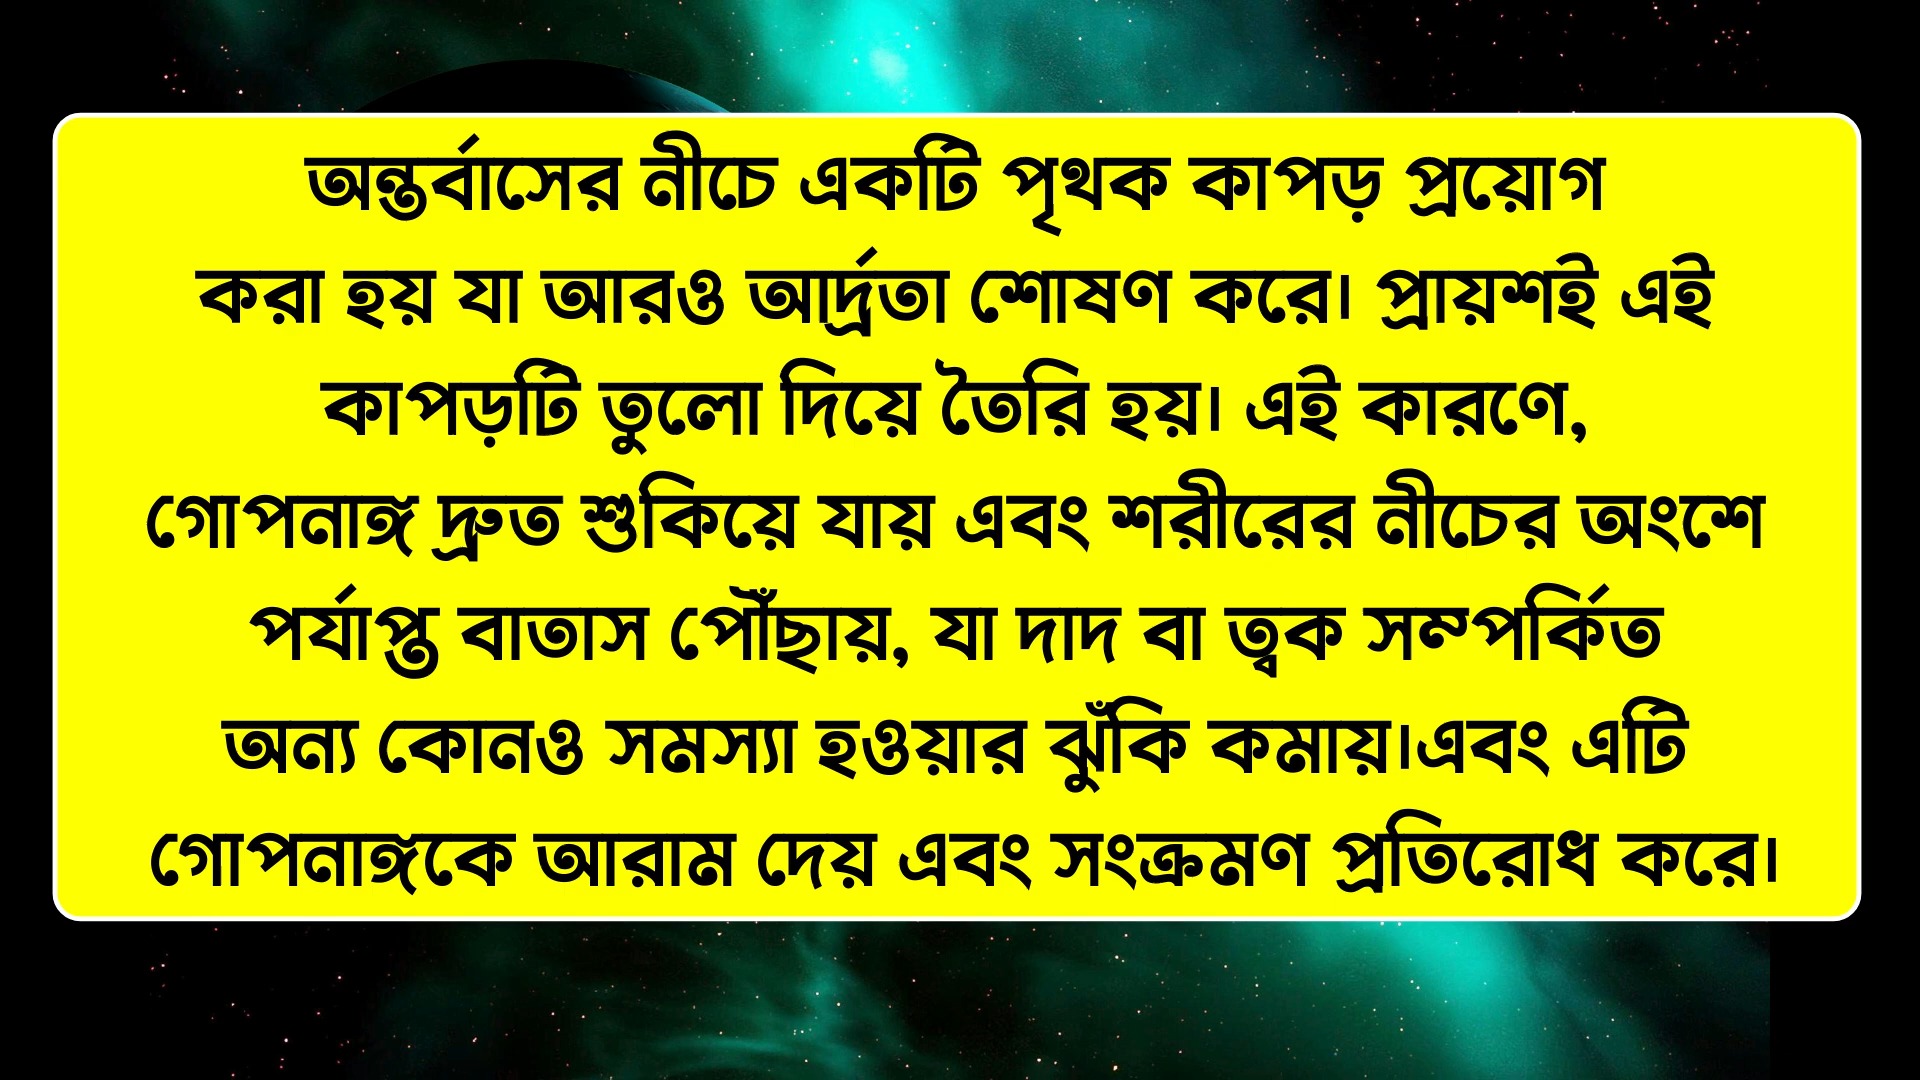 অন্তর্বাসের নীচে একটি পৃথক কাপড় প্রয়োগ
করা হয় যা আরও আর্দ্রতা শোষণ করে। প্রায়শই এই
কাপড়টি তুলো দিয়ে তৈরি হয়। এই কারণে,
গোপনাঙ্গ দ্রুত শুকিয়ে যায় এবং শরীরের নীচের অংশে
পর্যাপ্ত বাতাস পৌঁছায়, যা দাদ বা ত্বক সম্পর্কিত
অন্য কোনও সমস্যা হওয়ার ঝুঁকি কমায়।এবং এটি
গোপনাঙ্গকে আরাম দেয় এবং সংক্রমণ প্রতিরোধ করে।